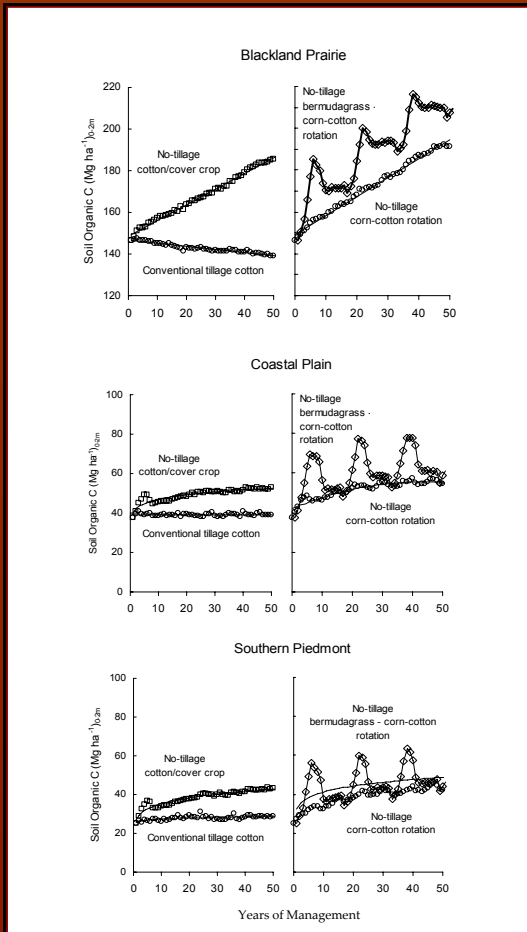 Blackland Prairie
Soil Organic C (Mg ha⁻¹)0-2m
220
200
180
160
140
120
No-tillage
cotton/cover crop
Conventional tillage cotton
0 10 20 30 40 50
No-tillage
bermudagrass -
corn-cotton
rotation
No-tillage
corn-cotton rotation
0 10 20 30 40 50
Coastal Plain
Soil Organic C (Mg ha⁻¹)0-2m
100
80
60
40
20
0
No-tillage
cotton/cover crop
Conventional tillage cotton
0 10 20 30 40 50
No-tillage
bermudagrass -
corn-cotton
rotation
No-tillage
corn-cotton rotation
0 10 20 30 40 50
Southern Piedmont
Soil Organic C (Mg ha⁻¹)0-2m
100
80
60
40
20
0
No-tillage
cotton/cover crop
Conventional tillage cotton
0 10 20 30 40 50
No-tillage
bermudagrass - corn-cotton
rotation
No-tillage
corn-cotton rotation
0 10 20 30 40 50
Years of Management